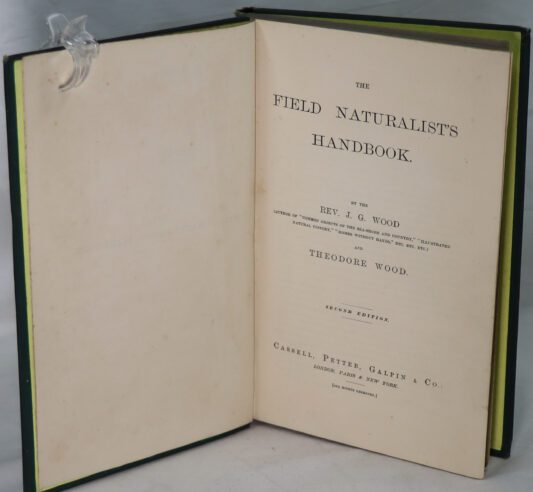 THE
FIELD NATURALIST'S
HANDBOOK.
BY THE
REV. J. G. WOOD
(AUTHOR OF "COMMON OBJECTS OF THE SEA-SHORE AND COUNTRY," "ILLUSTRATED
NATURAL HISTORY," "HOMES WITHOUT HANDS," ETC. ETC. ETC.)
AND
THEODORE WOOD.
SECOND EDITION.
CASSELL, PETTER, GALPIN & CO.
LONDON, PARIS & NEW YORK.
[ALL RIGHTS RESERVED.]